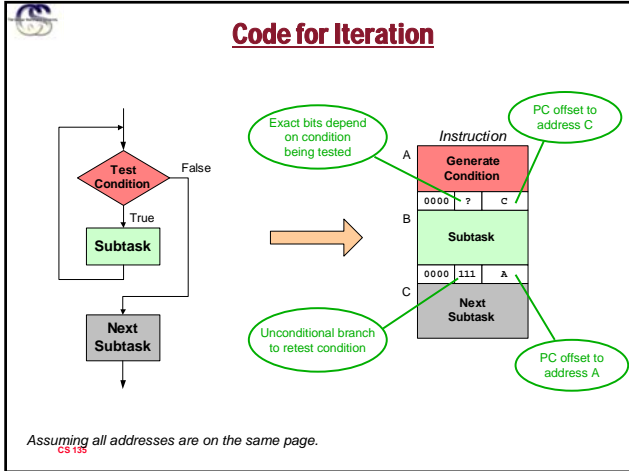 Code for Iteration
Test
Condition
False
True
Subtask
Next
Subtask
Exact bits depend
on condition
being tested
Instruction
PC offset to
address C
A
Generate
Condition
0000 ? C
B
Subtask
0000 111 A
C
Next
Subtask
Unconditional branch
to retest condition
PC offset to
address A
Assuming all addresses are on the same page.
CS 135